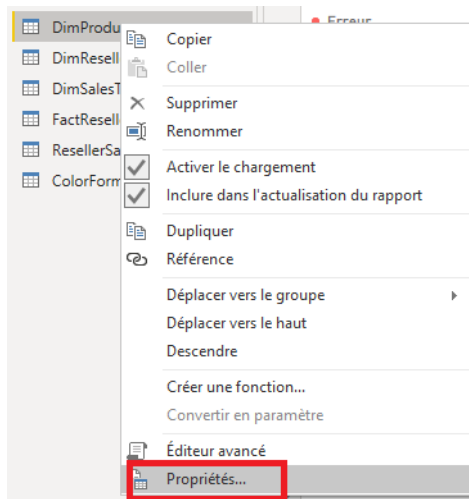 Erreur
DimProdu
DimResell
DimSalesT
FactResell
ResellerSa
ColorForm
Copier
Coller
Supprimer
Renommer
Activer le chargement
Inclure dans l'actualisation du rapport
Dupliquer
Référence
Déplacer vers le groupe
Déplacer vers le haut
Descendre
Créer une fonction...
Convertir en paramètre
Éditeur avancé
Propriétés...